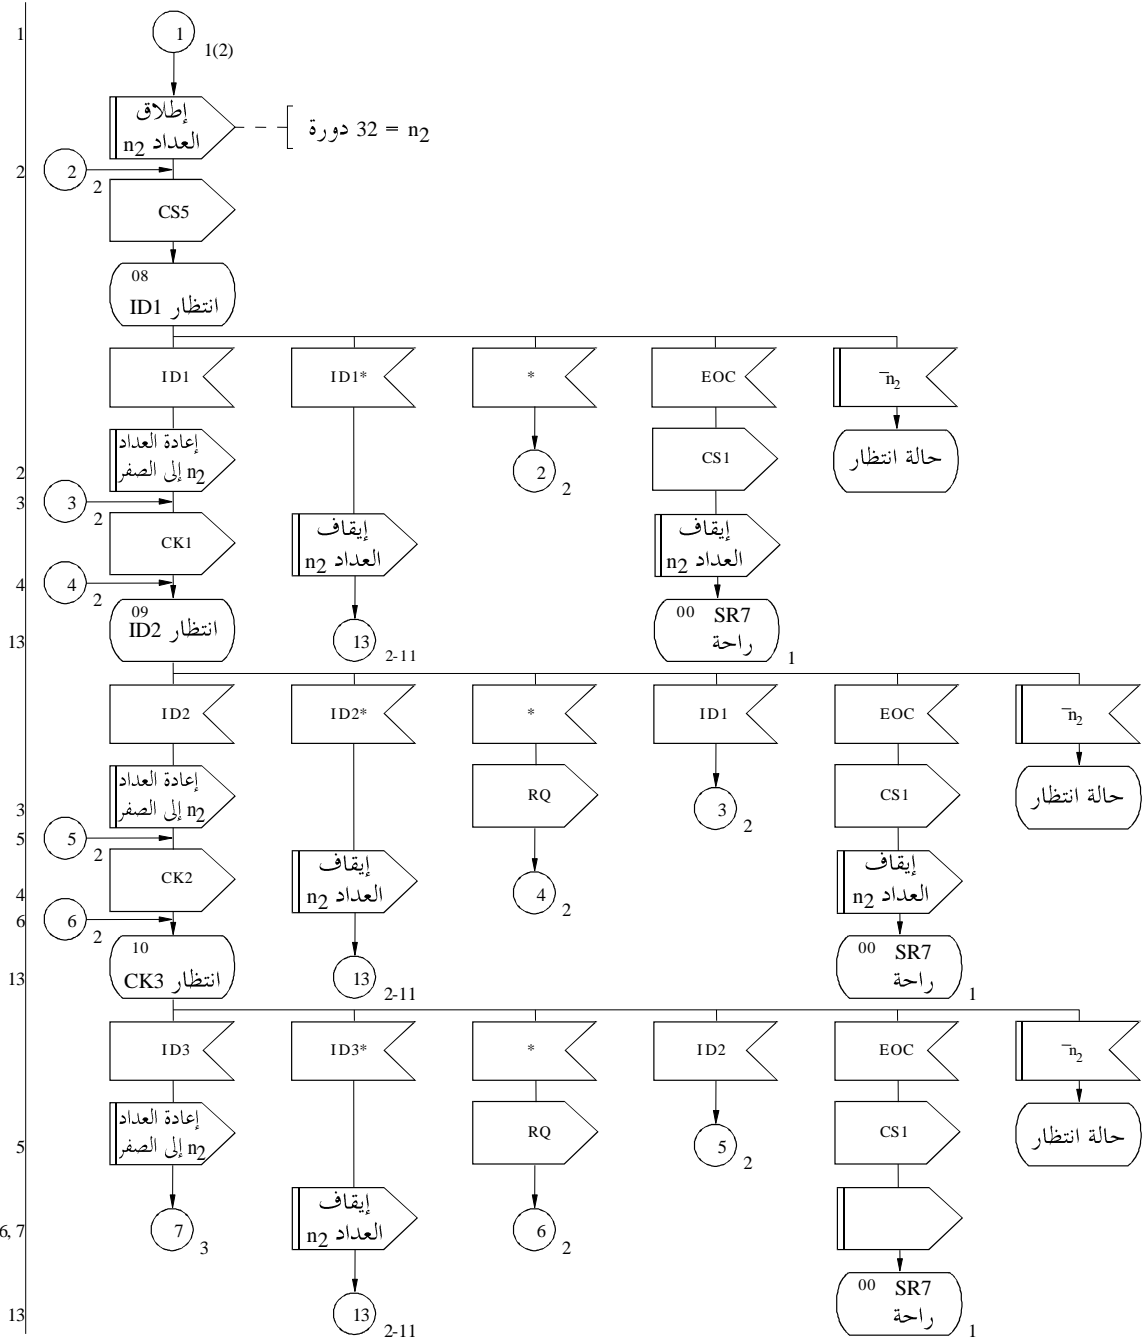 1
1
1(2)
إطلاق
العداد n2
n2 = 32 دورة
2
2
2
CS5
08
انتظار ID1
ID1
ID1*
*
EOC
‾n2
إعادة العداد
n2 إلى الصفر
2
2
CS1
حالة انتظار
2
3
3
2
CK1
إيقاف
العداد n2
إيقاف
العداد n2
4
4
2
09
انتظار ID2
13
2-11
00 SR7
راحة
1
13
ID2
ID2*
*
ID1
EOC
‾n2
إعادة العداد
n2 إلى الصفر
RQ
3
2
CS1
حالة انتظار
3
5
5
2
CK2
إيقاف
العداد n2
4
2
إيقاف
العداد n2
4
6
6
2
10
انتظار CK3
13
2-11
00 SR7
راحة
1
13
ID3
ID3*
*
ID2
EOC
‾n2
إعادة العداد
n2 إلى الصفر
RQ
5
2
CS1
حالة انتظار
5
7
3
إيقاف
العداد n2
6
2
6, 7
13
2-11
00 SR7
راحة
1
13